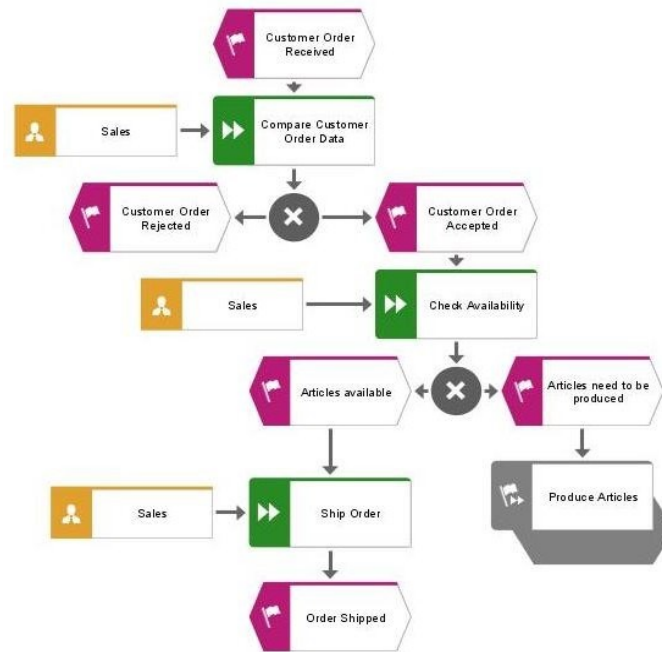 Customer Order
Received
Sales
Compare Customer
Order Data
Customer Order
Rejected
Customer Order
Accepted
Sales
Check Availability
Articles available
Articles need to be
produced
Sales
Ship Order
Produce Articles
Order Shipped